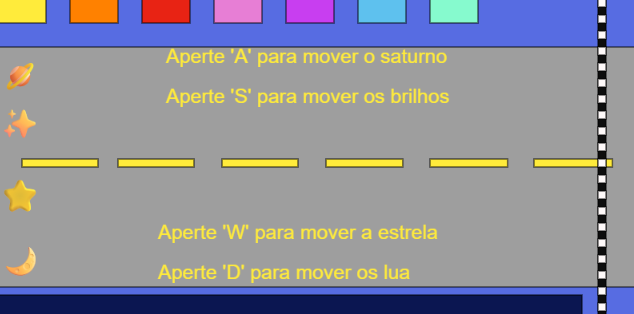 Aperte 'A' para mover o saturno
Aperte 'S' para mover os brilhos
Aperte 'W' para mover a estrela
Aperte 'D' para mover os lua